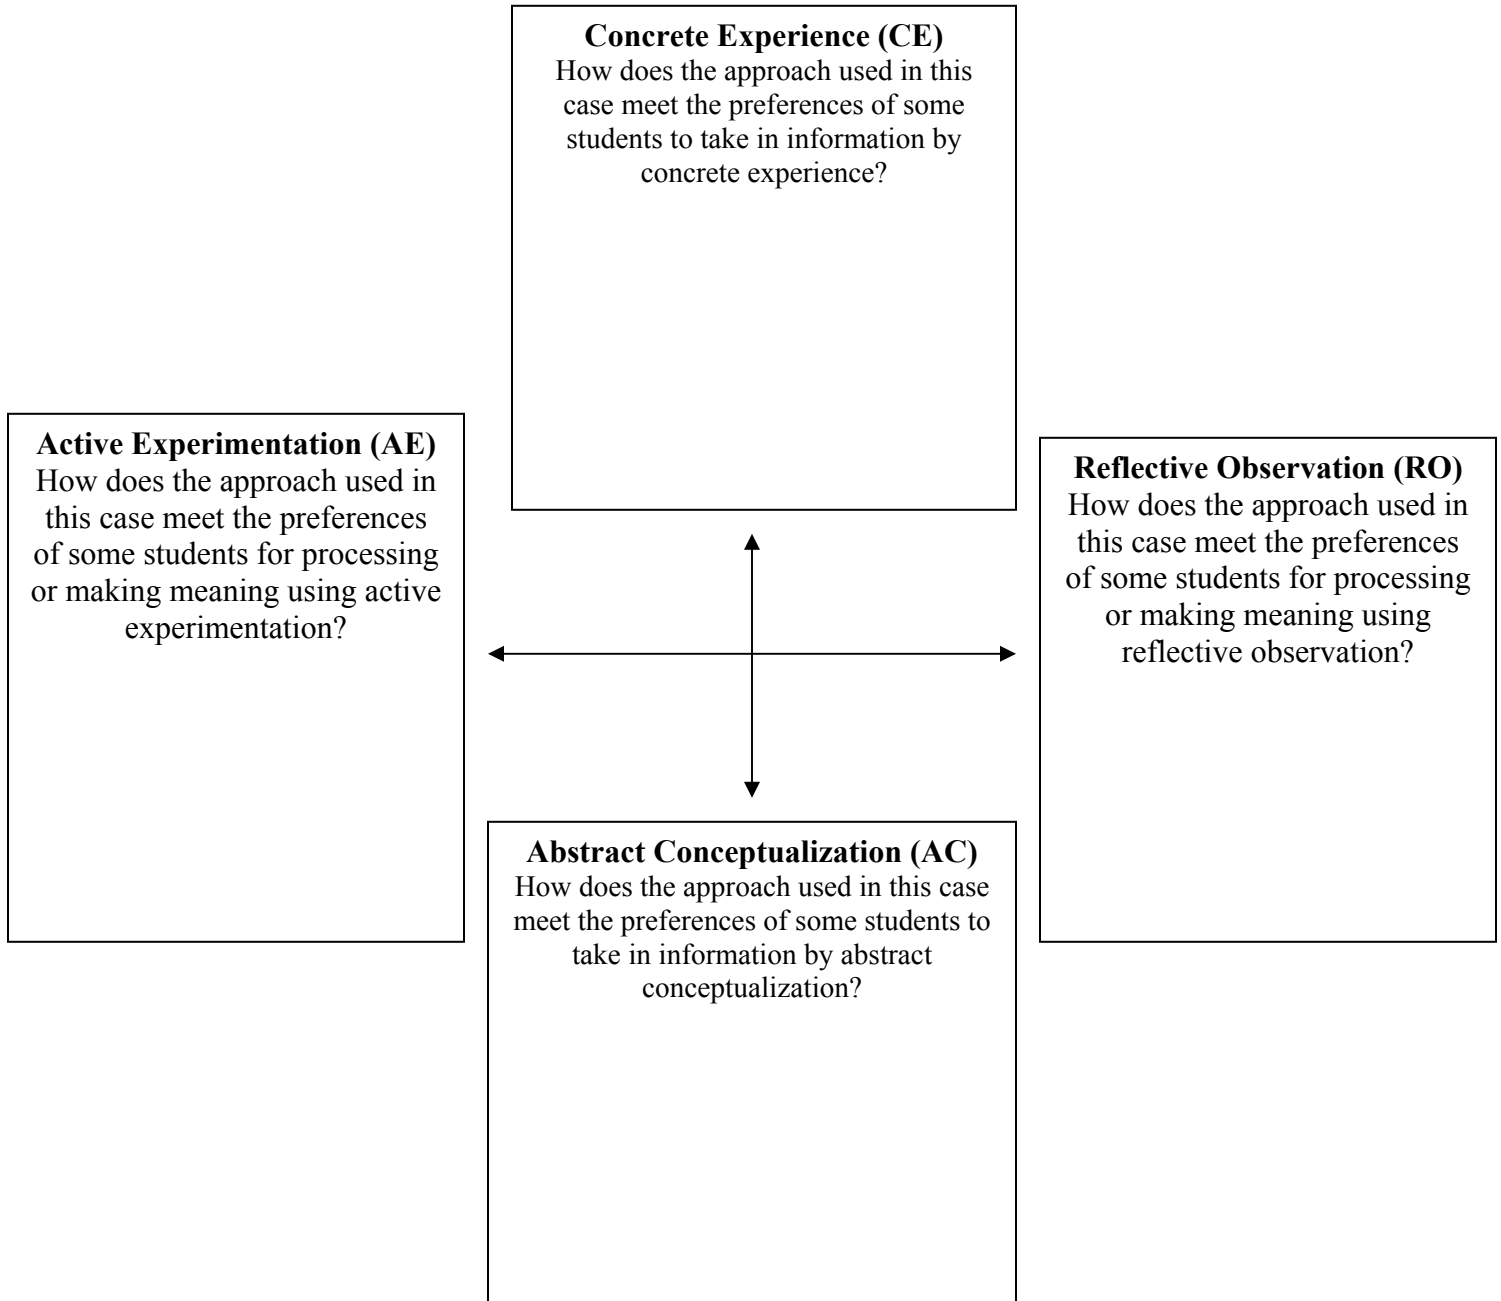 Concrete Experience (CE)
How does the approach used in this
case meet the preferences of some
students to take in information by
concrete experience?
Active Experimentation (AE)
How does the approach used in
this case meet the preferences
of some students for processing
or making meaning using active
experimentation?
Reflective Observation (RO)
How does the approach used in
this case meet the preferences
of some students for processing
or making meaning using
reflective observation?
Abstract Conceptualization (AC)
How does the approach used in this case
meet the preferences of some students to
take in information by abstract
conceptualization?